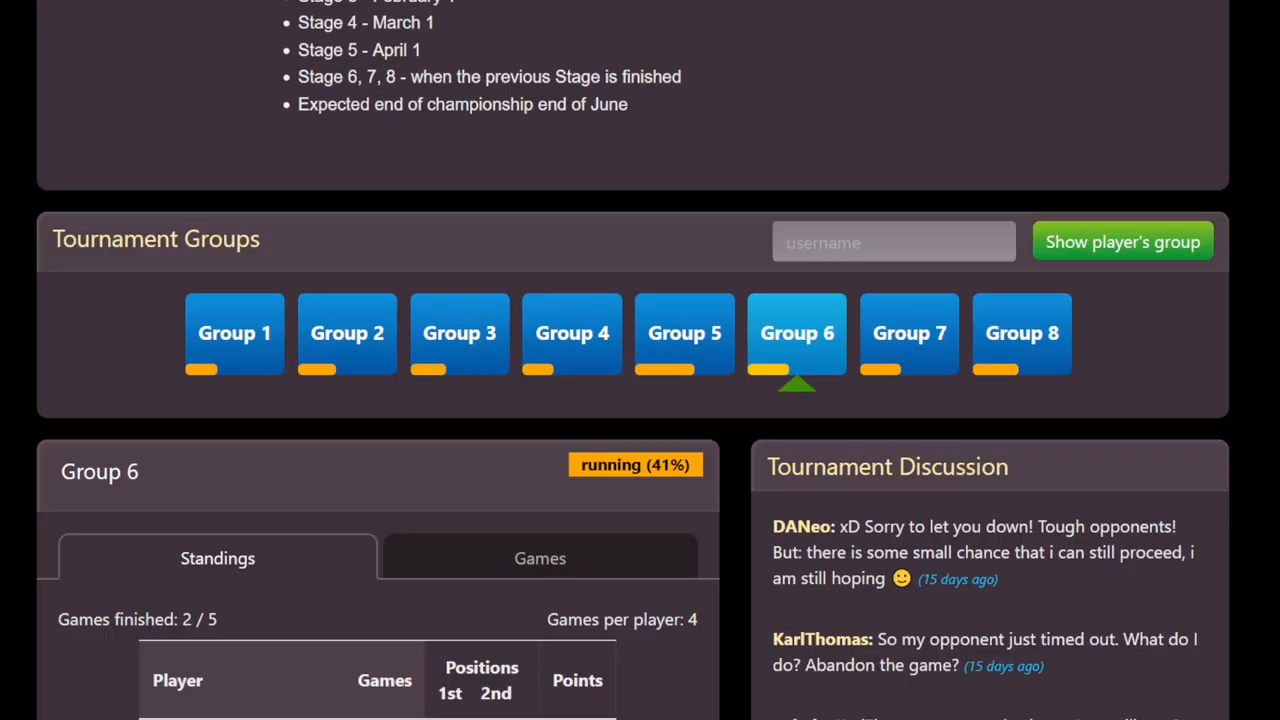 Stage 4 - March 1
Stage 5 - April 1
Stage 6, 7, 8 - when the previous Stage is finished
Expected end of championship end of June
Tournament Groups
username
Show player's group
Group 1
Group 2
Group 3
Group 4
Group 5
Group 6
Group 7
Group 8
Group 6
running (41%)
Standings
Games
Games finished: 2 / 5
Games per player: 4
Player
Games
Positions
1st 2nd
Points
Tournament Discussion
DANeo: xD Sorry to let you down! Tough opponents!
But: there is some small chance that i can still proceed, i
am still hoping 🙂 (15 days ago)
KarlThomas: So my opponent just timed out. What do I
do? Abandon the game? (15 days ago)